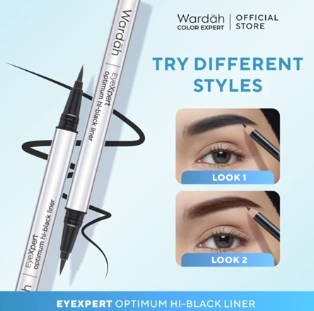 Wardah
COLOR EXPERT
OFFICIAL
STORE
TRY DIFFERENT
STYLES
Wardah
EyeXpert
optimum hi-black liner
EyeXpert
optimum hi-black liner
LOOK 1
LOOK 2
EYEXPERT OPTIMUM HI-BLACK LINER